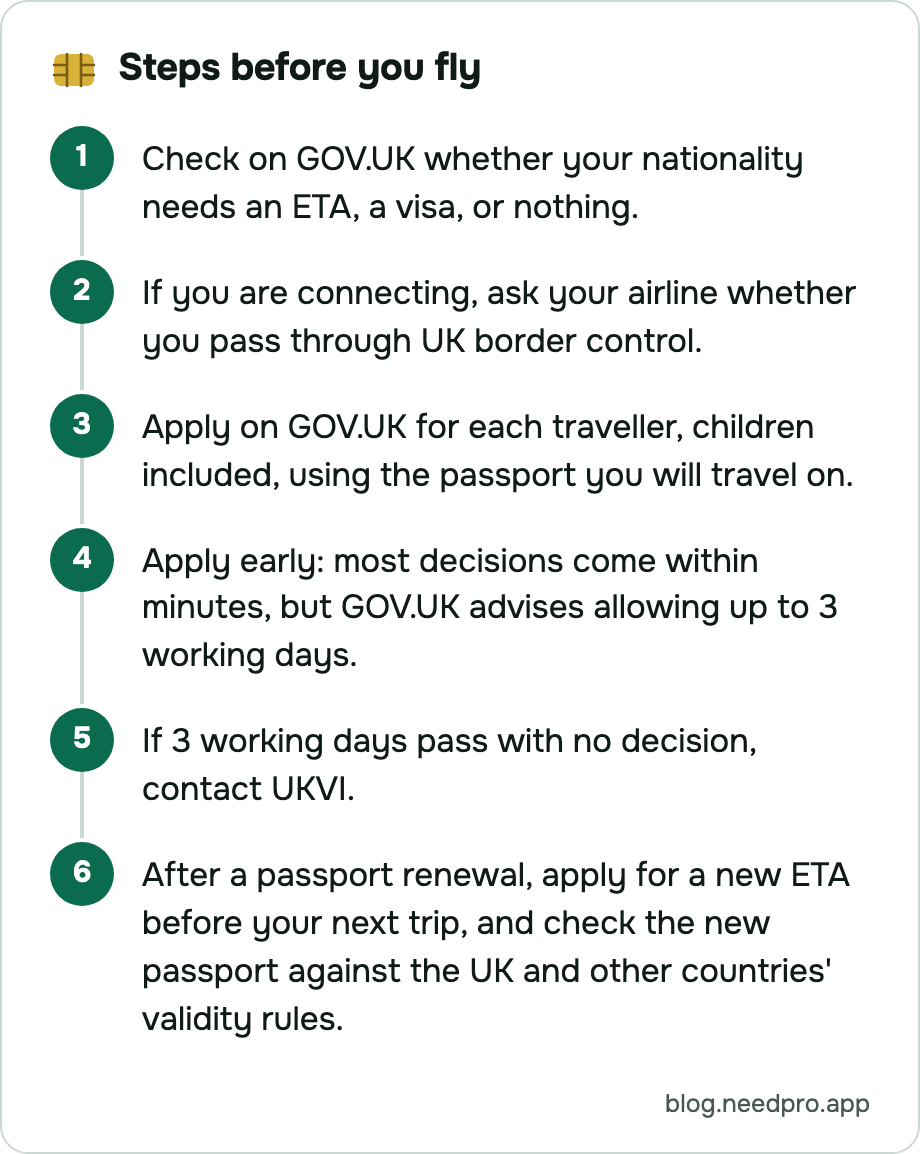 Steps before you fly
1
Check on GOV.UK whether your nationality
needs an ETA, a visa, or nothing.
2
If you are connecting, ask your airline whether
you pass through UK border control.
3
Apply on GOV.UK for each traveller, children
included, using the passport you will travel on.
4
Apply early: most decisions come within
minutes, but GOV.UK advises allowing up to 3
working days.
5
If 3 working days pass with no decision,
contact UKVI.
6
After a passport renewal, apply for a new ETA
before your next trip, and check the new
passport against the UK and other countries'
validity rules.
blog.needpro.app